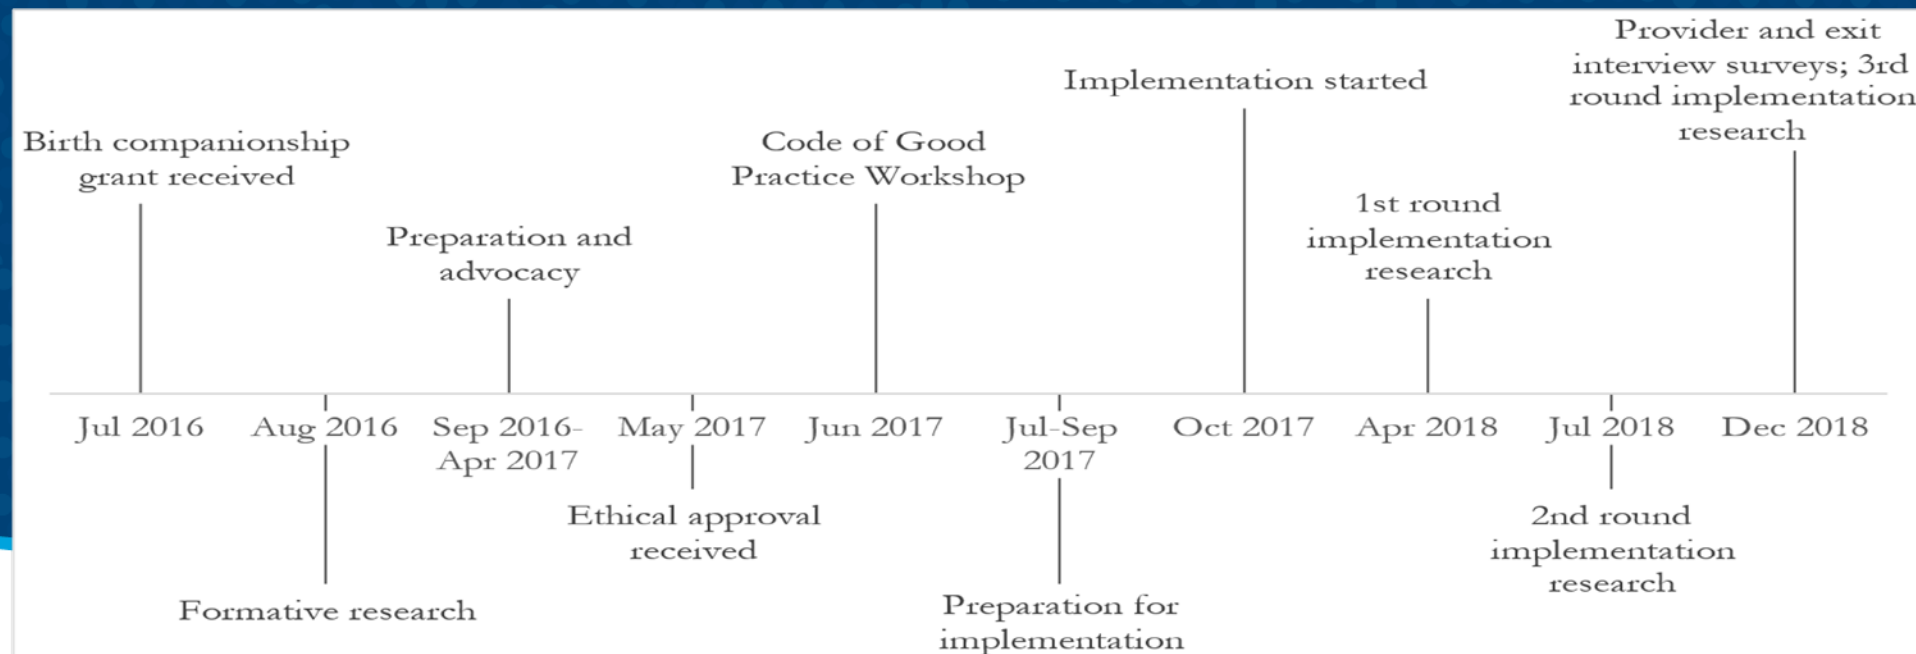 Birth companionship
grant received
Preparation and
advocacy
Code of Good
Practice Workshop
Implementation started
1st round
implementation
research
Provider and exit
interview surveys; 3rd
round implementation
research
Jul 2016
Aug 2016
Sep 2016-
Apr 2017
May 2017
Jun 2017
Jul-Sep
2017
Oct 2017
Apr 2018
Jul 2018
Dec 2018
Formative research
Ethical approval
received
Preparation for
implementation
2nd round
implementation
research